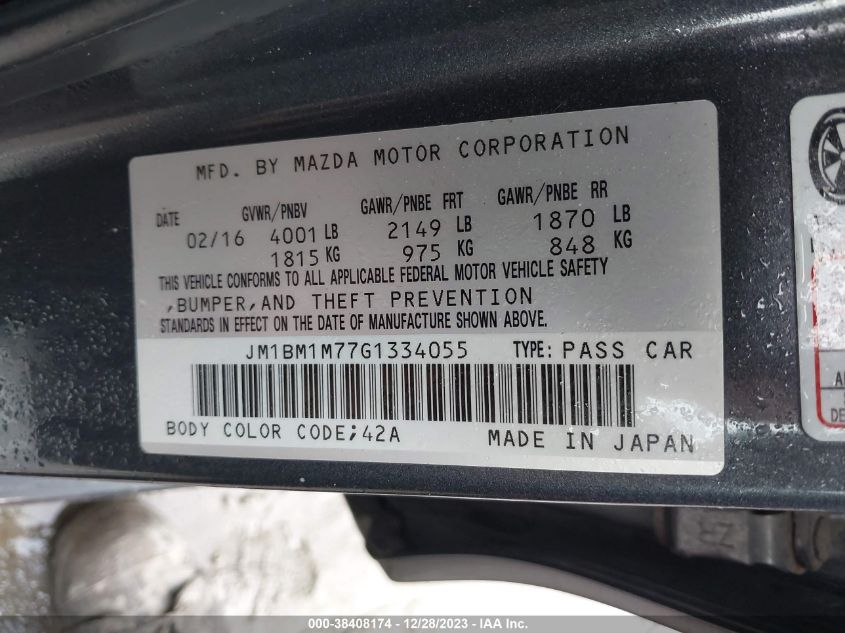 MFD. BY MAZDA MOTOR CORPORATION
DATE GVWR/PNBV GAWR/PNBE FRT GAWR/PNBE RR
02/16 4001 LB 2149 LB 1870 LB
1815 KG 975 KG 848 KG
THIS VEHICLE CONFORMS TO ALL APPLICABLE FEDERAL MOTOR VEHICLE SAFETY
,BUMPER,AND THEFT PREVENTION
STANDARDS IN EFFECT ON THE DATE OF MANUFACTURE SHOWN ABOVE.
JM1BM1M77G1334055 TYPE: PASS CAR
BODY COLOR CODE;42A MADE IN JAPAN
ZR
000-38408174 - 12/28/2023 - IAA Inc.